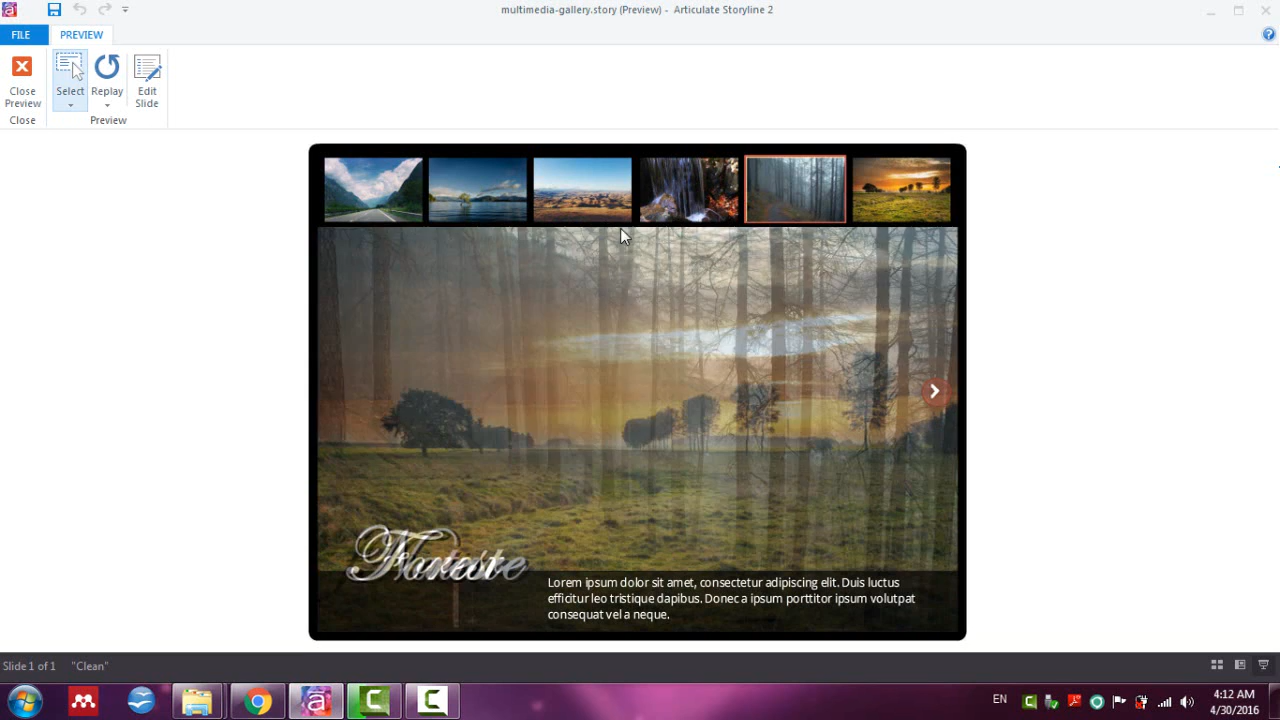 multimedia-gallery.story (Preview) - Articulate Storyline 2
FILE
PREVIEW
Close Preview
Select
Replay
Edit Slide
Close
Preview
Lorem ipsum dolor sit amet, consectetur adipiscing elit. Duis luctus
efficitur leo tristique dapibus. Donec a ipsum porttitor ipsum volutpat
consequat vel a neque.
Slide 1 of 1
"Clean"
EN
4:12 AM
4/30/2016